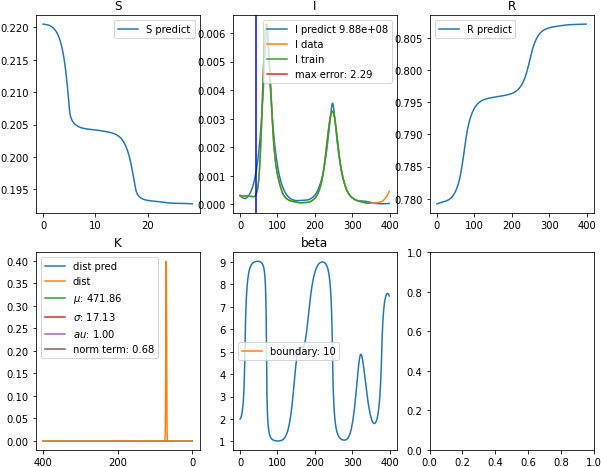 S
I
R
0.220
0.215
0.210
0.205
0.200
0.195
0 10 20
S predict
0.006
0.005
0.004
0.003
0.002
0.001
0.000
0 100 200 300 400
I predict 9.88e+08
I data
I train
max error: 2.29
0.805
0.800
0.795
0.790
0.785
0.780
0 100 200 300 400
R predict
K
beta
0.40
0.35
0.30
0.25
0.20
0.15
0.10
0.05
0.00
400 200 0
dist pred
dist
μ: 471.86
σ: 17.13
au: 1.00
norm term: 0.68
9
8
7
6
5
4
3
2
1
0 100 200 300 400
boundary: 10
1.0
0.8
0.6
0.4
0.2
0.0
0.0 0.2 0.4 0.6 0.8 1.0